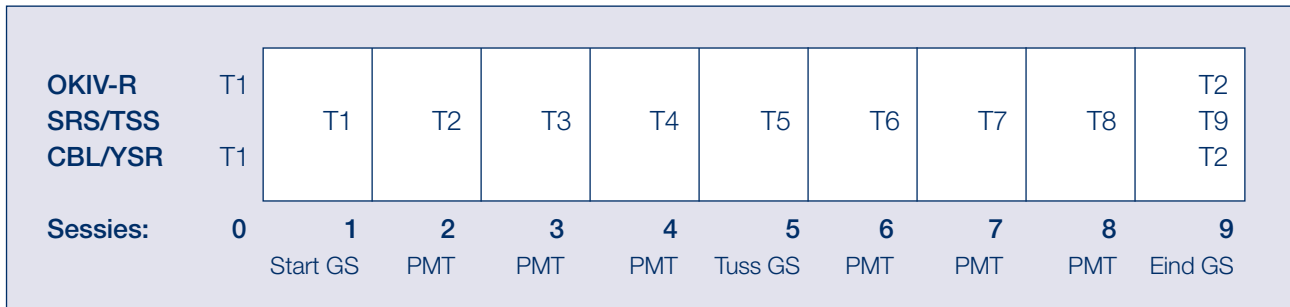 OKIV-R T1 T2
SRS/TSS T1 T2 T3 T4 T5 T6 T7 T8 T9
CBL/YSR T1 T2
Sessies: 0 1 2 3 4 5 6 7 8 9
Start GS PMT PMT PMT Tuss GS PMT PMT PMT Eind GS